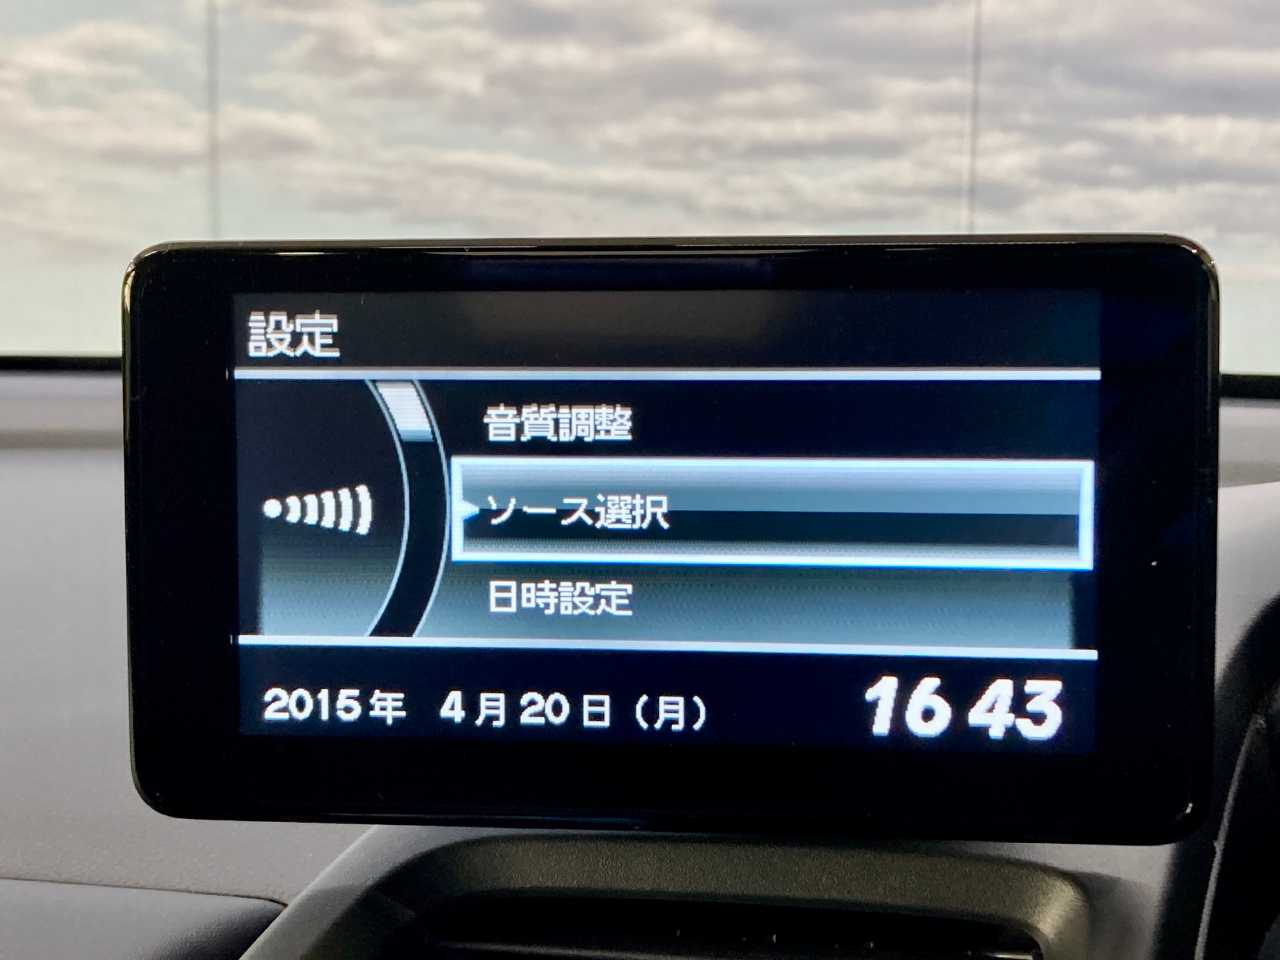 設定
音質調整
ソース選択
日時設定
2015年 4月20日（月） 16 43